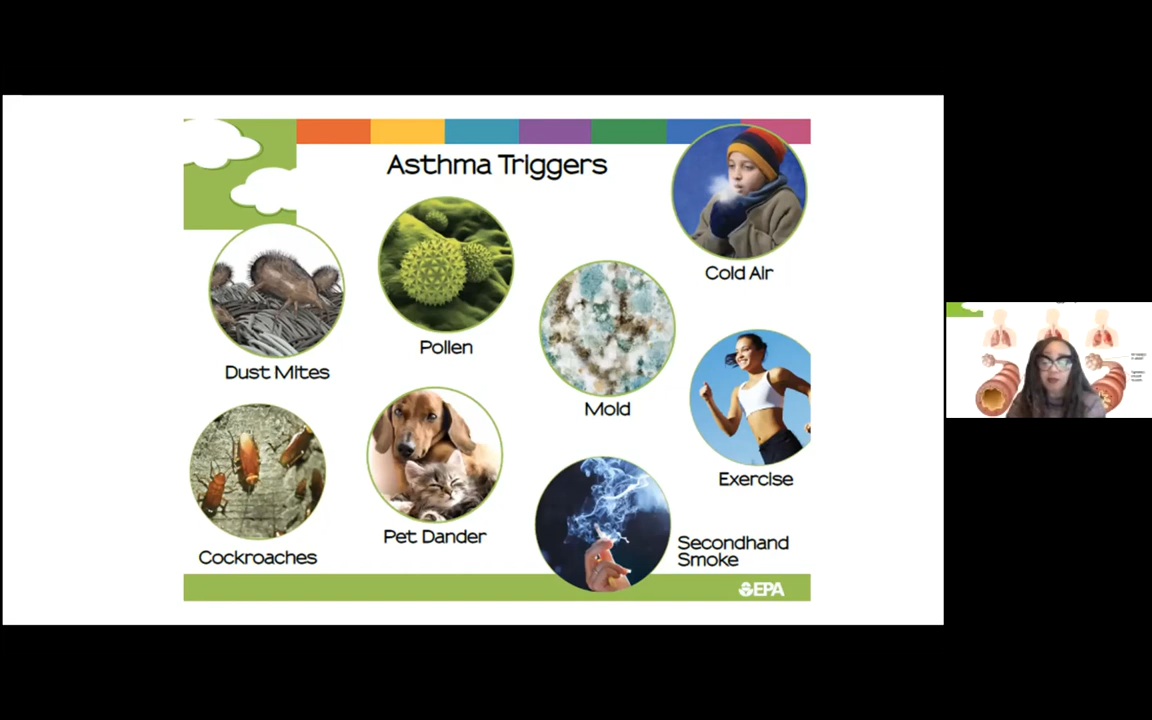 Asthma Triggers
Cold Air
Pollen
Dust Mites
Mold
Exercise
Pet Dander
Secondhand
Smoke
Cockroaches
EPA